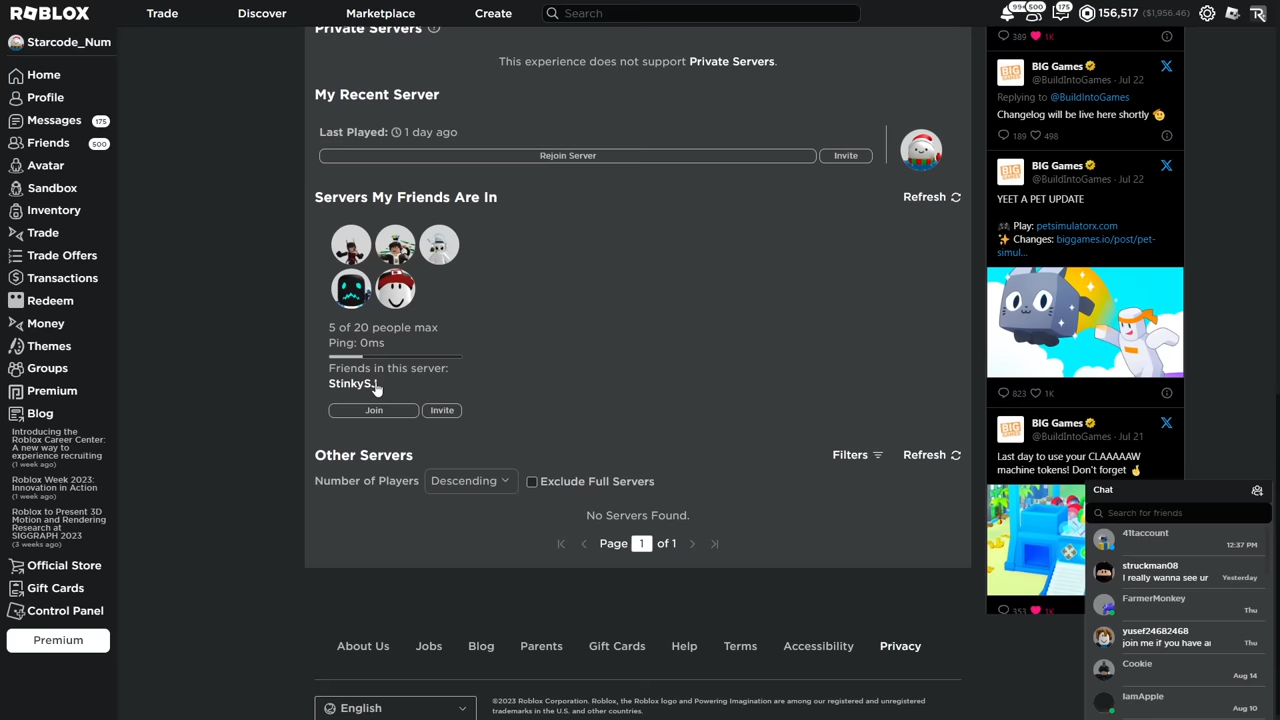 ROBLOX
Trade
Discover
Marketplace
Create
Search
99+
500
175
156,517
($1,956.46)
Starcode_Num
Home
Profile
Messages
175
Friends
500
Avatar
Sandbox
Inventory
Trade
Trade Offers
Transactions
Redeem
Money
Themes
Groups
Premium
Blog
Introducing the
Roblox Career Center:
A new way to
experience recruiting
(1 week ago)
Roblox Week 2023:
Innovation in Action
(1 week ago)
Roblox to Present 3D
Motion and Rendering
Research at
SIGGRAPH 2023
(3 weeks ago)
Official Store
Gift Cards
Control Panel
Premium
Private Servers
This experience does not support Private Servers.
My Recent Server
Last Played: 1 day ago
Rejoin Server
Invite
Servers My Friends Are In
Refresh
5 of 20 people max
Ping: 0ms
Friends in this server:
Join
Invite
Other Servers
Filters
Refresh
Number of Players
Descending
Exclude Full Servers
No Servers Found.
Page 1 of 1
389 1K
BIG Games
@BuildIntoGames · Jul 22
Replying to @BuildIntoGames
Changelog will be live here shortly
189 498
BIG Games
@BuildIntoGames · Jul 22
YEET A PET UPDATE
Play: petsimulatorx.com
Changes: biggames.io/post/pet-
simul...
823 1K
BIG Games
@BuildIntoGames · Jul 21
Last day to use your CLAAAAAW
machine tokens! Don't forget
353 1K
Chat
Search for friends
41taccount
12:37 PM
struckman08
I really wanna see ur
Yesterday
FarmerMonkey
Thu
yusef24682468
join me if you have
Thu
Cookie
Aug 14
IamApple
Aug 10
About Us
Jobs
Blog
Parents
Gift Cards
Help
Terms
Accessibility
Privacy
English
©2023 Roblox Corporation. Roblox, the Roblox logo and Powering Imagination are among our registered and unregistered
trademarks in the U.S. and other countries.